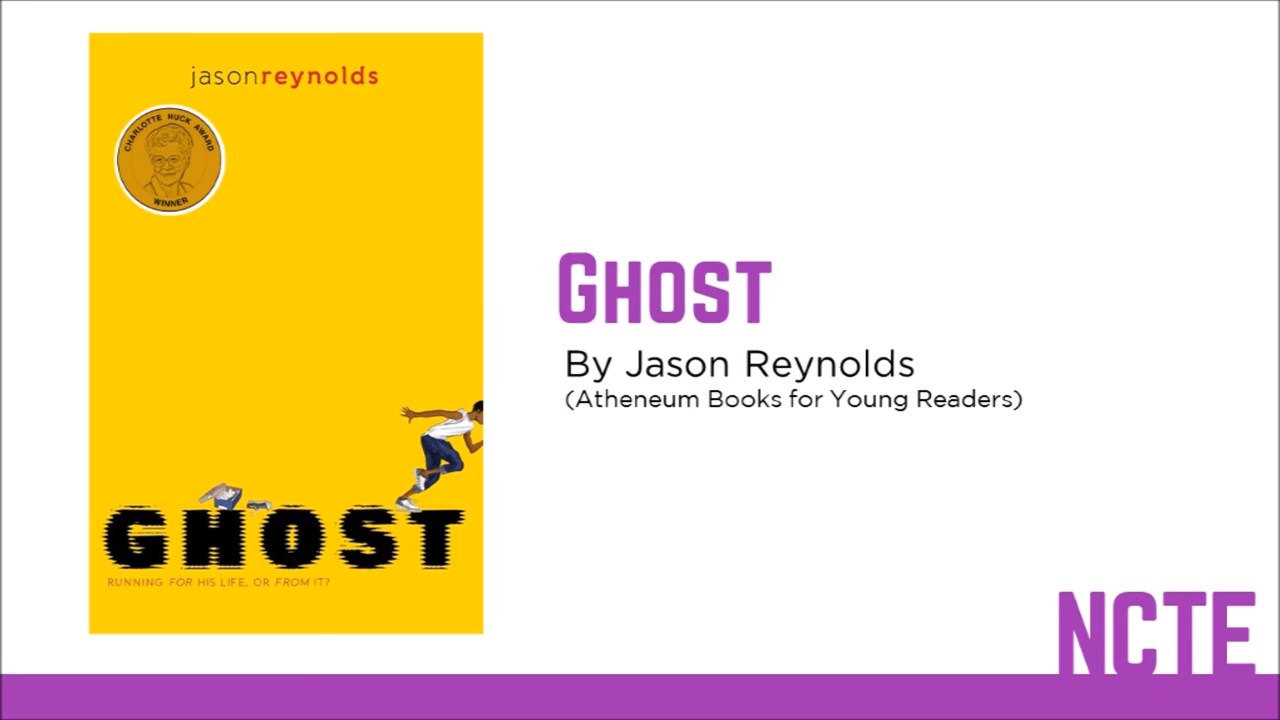 jasonreynolds
CHARLOTTE HUCK AWARD
WINNER
GHOST
RUNNING FOR HIS LIFE, OR FROM IT?
GHOST
By Jason Reynolds
(Atheneum Books for Young Readers)
NCTE